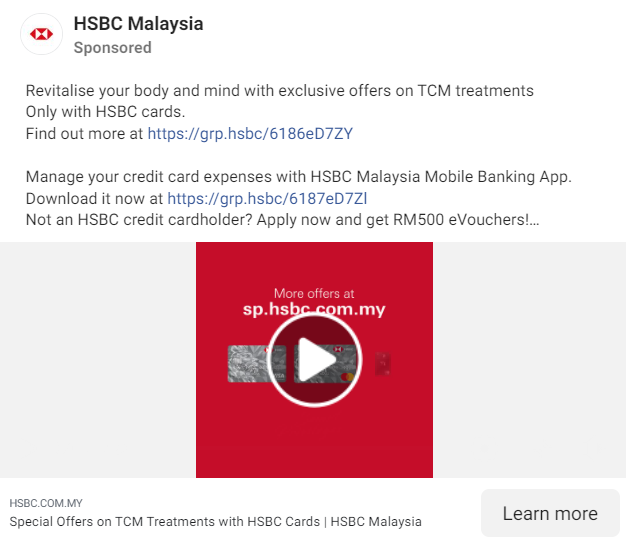 HSBC Malaysia
Sponsored
Revitalise your body and mind with exclusive offers on TCM treatments
Only with HSBC cards.
Find out more at https://grp.hsbc/6186eD7ZY
Manage your credit card expenses with HSBC Malaysia Mobile Banking App.
Download it now at https://grp.hsbc/6187eD7Zl
Not an HSBC credit cardholder? Apply now and get RM500 eVouchers!...
More offers at
sp.hsbc.com.my
HSBC.COM.MY
Special Offers on TCM Treatments with HSBC Cards | HSBC Malaysia
Learn more